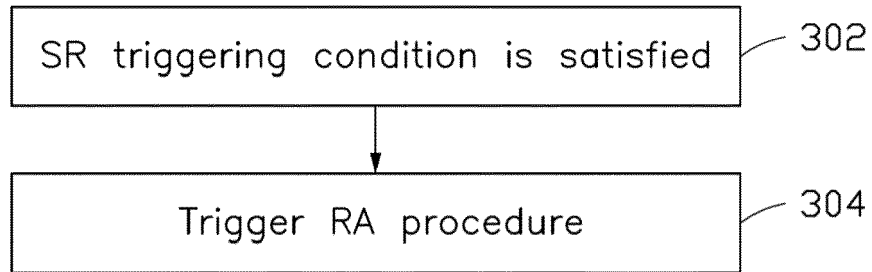 SR triggering condition is satisfied
302
Trigger RA procedure
304